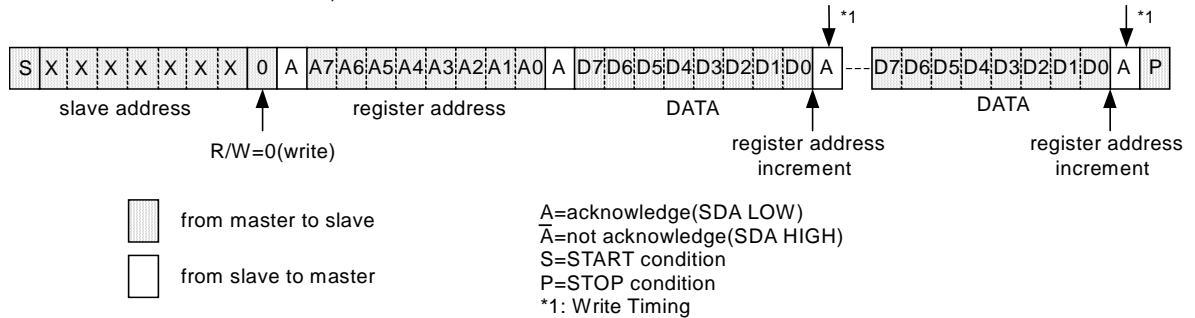 *1 *1
S X X X X X X X 0 A A7 A6 A5 A4 A3 A2 A1 A0 A D7 D6 D5 D4 D3 D2 D1 D0 A D7 D6 D5 D4 D3 D2 D1 D0 A P
slave address register address DATA DATA
R/W=0(write)
register address
increment
register address
increment
from master to slave
from slave to master
A=acknowledge(SDA LOW)
A̅=not acknowledge(SDA HIGH)
S=START condition
P=STOP condition
*1: Write Timing